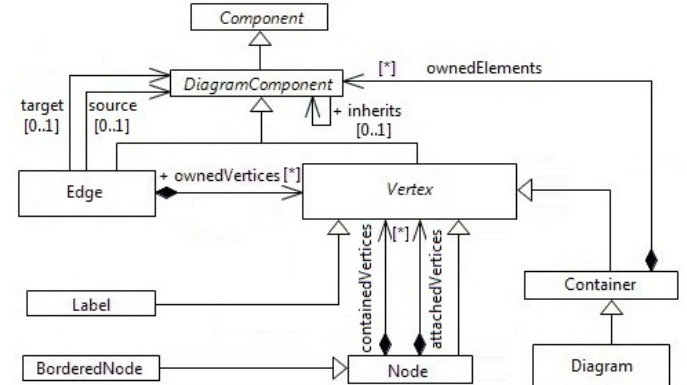 Component
DiagramComponent
[*] ownedElements
target
[0..1]
source
[0..1]
+ inherits
[0..1]
Edge
+ ownedVertices [*]
Vertex
containedVertices
[*]
attachedVertices
Container
Label
BorderedNode
Node
Diagram